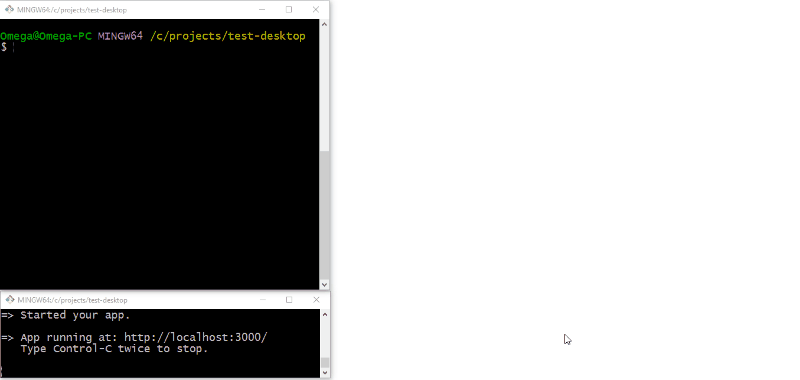 MINGW64:/c/projects/test-desktop
Omega@Omega-PC MINGW64 /c/projects/test-desktop
$
MINGW64:/c/projects/test-desktop
=> Started your app.
=> App running at: http://localhost:3000/
Type Control-C twice to stop.